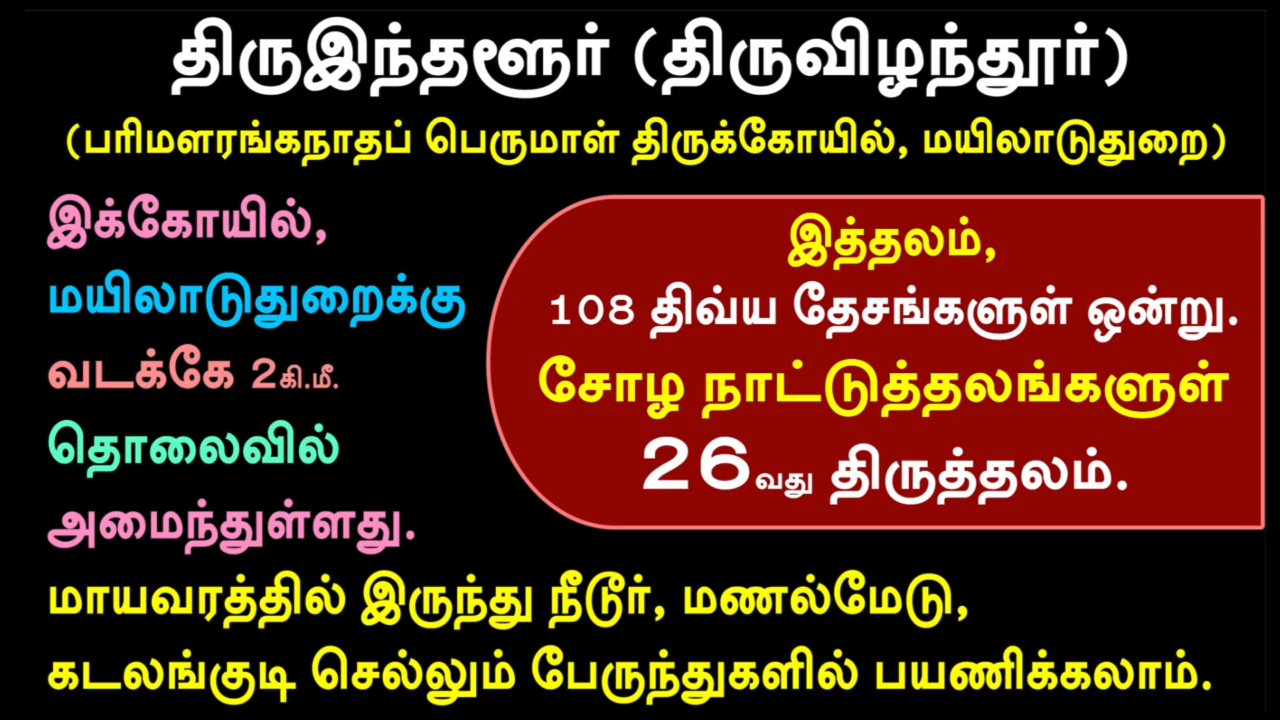 திருஇந்தளூர் (திருவிழந்தூர்)
(பரிமளரங்கநாதப் பெருமாள் திருக்கோயில், மயிலாடுதுறை)
இக்கோயில்,
மயிலாடுதுறைக்கு
வடக்கே 2கி.மீ.
தொலைவில்
அமைந்துள்ளது.
இத்தலம்,
108 திவ்ய தேசங்களுள் ஒன்று.
சோழ நாட்டுத்தலங்களுள்
26வது திருத்தலம்.
மாயவரத்தில் இருந்து நீடூர், மணல்மேடு,
கடலங்குடி செல்லும் பேருந்துகளில் பயணிக்கலாம்.